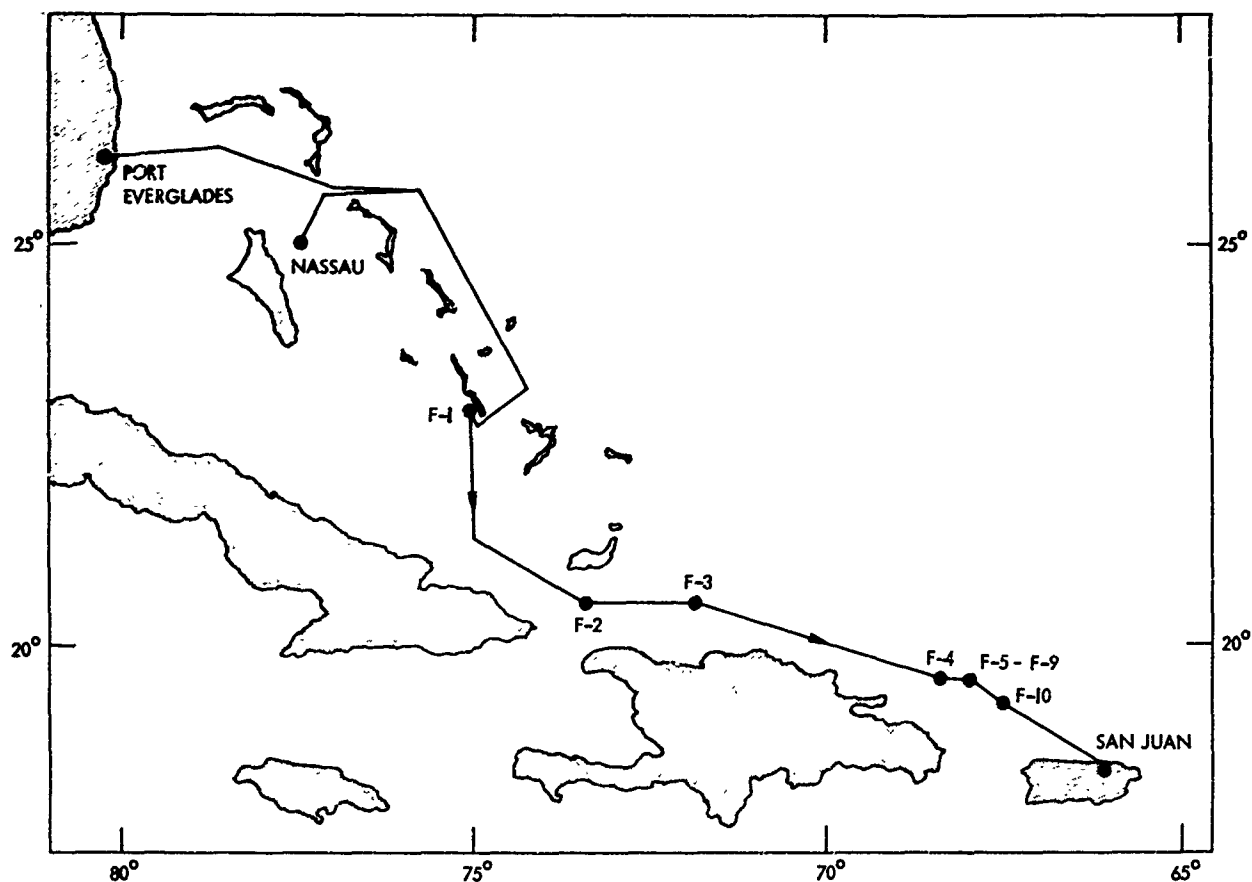 PORT
EVERGLADES
25° 25°
NASSAU
F-1
F-3
F-2
20° 20°
F-4 F-5 - F-9
F-10
SAN JUAN
80° 75° 70° 65°